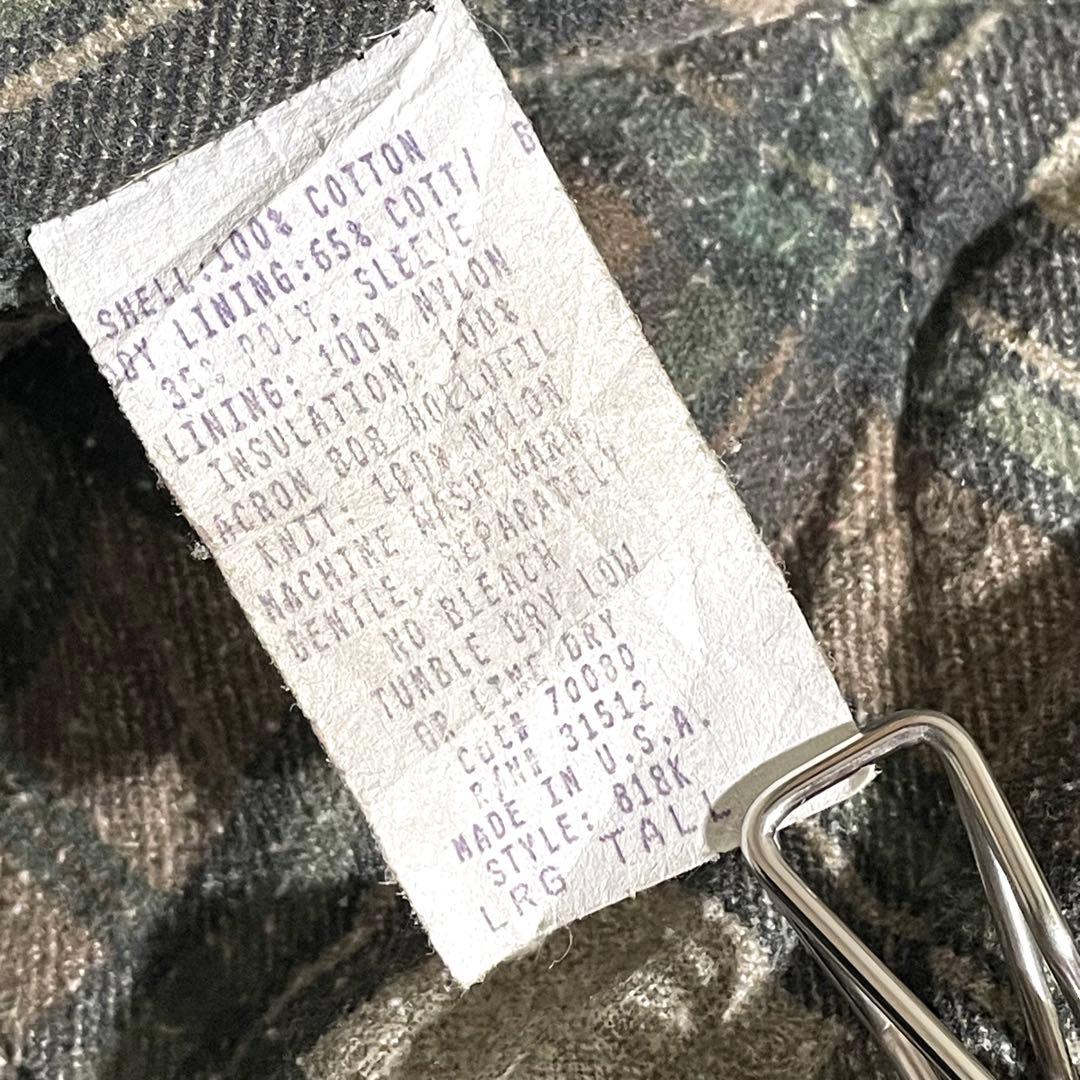 SHELL:100% COTTON
DY LINING:65% COTT/
35% POLY. SLEEVE
LINING: 100% NYLON
INSULATION: 100%
ACRON 808 HOLLOFIL
KNIT. 100% NYLON
MACHINE WASH WARM
GENTLE. SEPARATELY
NO BLEACH
TUMBLE DRY LOW
OR LINE DRY
Cut# 70080
R/N# 31512
MADE IN U.S.A.
STYLE: 818K
LRG TALL